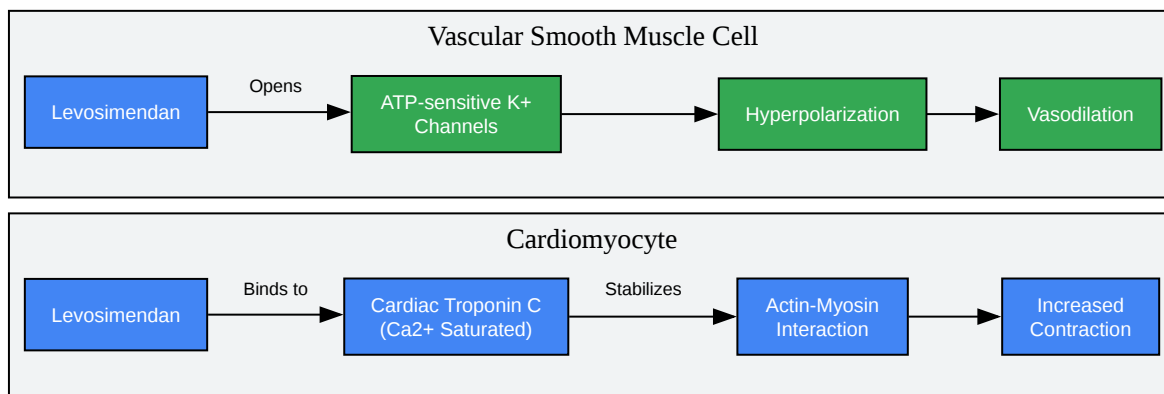 Vascular Smooth Muscle Cell
Levosimendan
Opens
ATP-sensitive K+
Channels
Hyperpolarization
Vasodilation
Cardiomyocyte
Levosimendan
Binds to
Cardiac Troponin C
(Ca2+ Saturated)
Stabilizes
Actin-Myosin
Interaction
Increased
Contraction